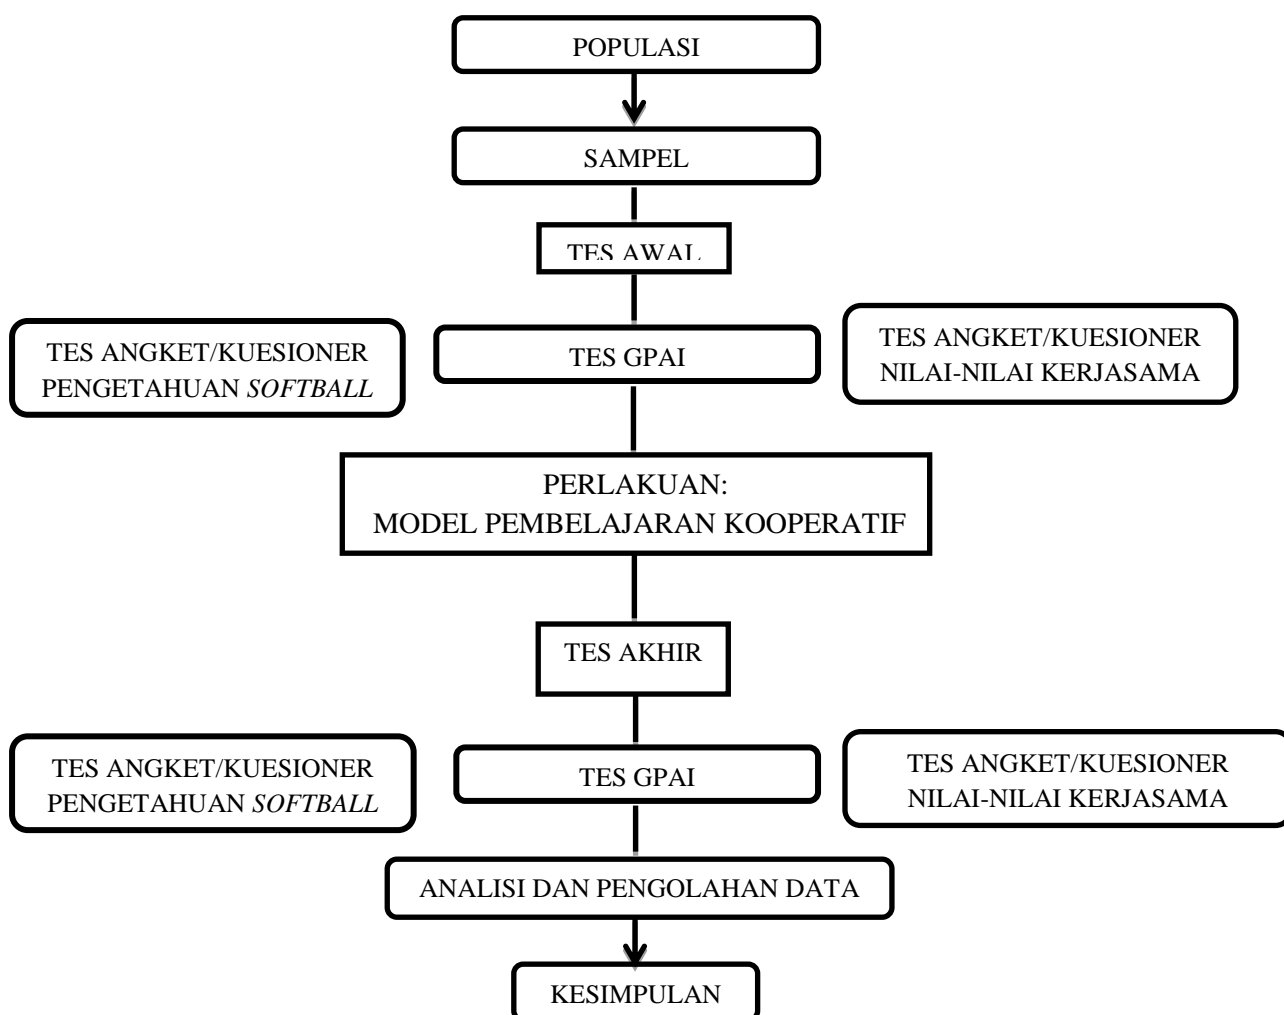 POPULASI
SAMPEL
TES AWAL
TES ANGKET/KUESIONER
PENGETAHUAN SOFTBALL
TES GPAI
TES ANGKET/KUESIONER
NILAI-NILAI KERJASAMA
PERLAKUAN:
MODEL PEMBELAJARAN KOOPERATIF
TES AKHIR
TES ANGKET/KUESIONER
PENGETAHUAN SOFTBALL
TES GPAI
TES ANGKET/KUESIONER
NILAI-NILAI KERJASAMA
ANALISI DAN PENGOLAHAN DATA
KESIMPULAN